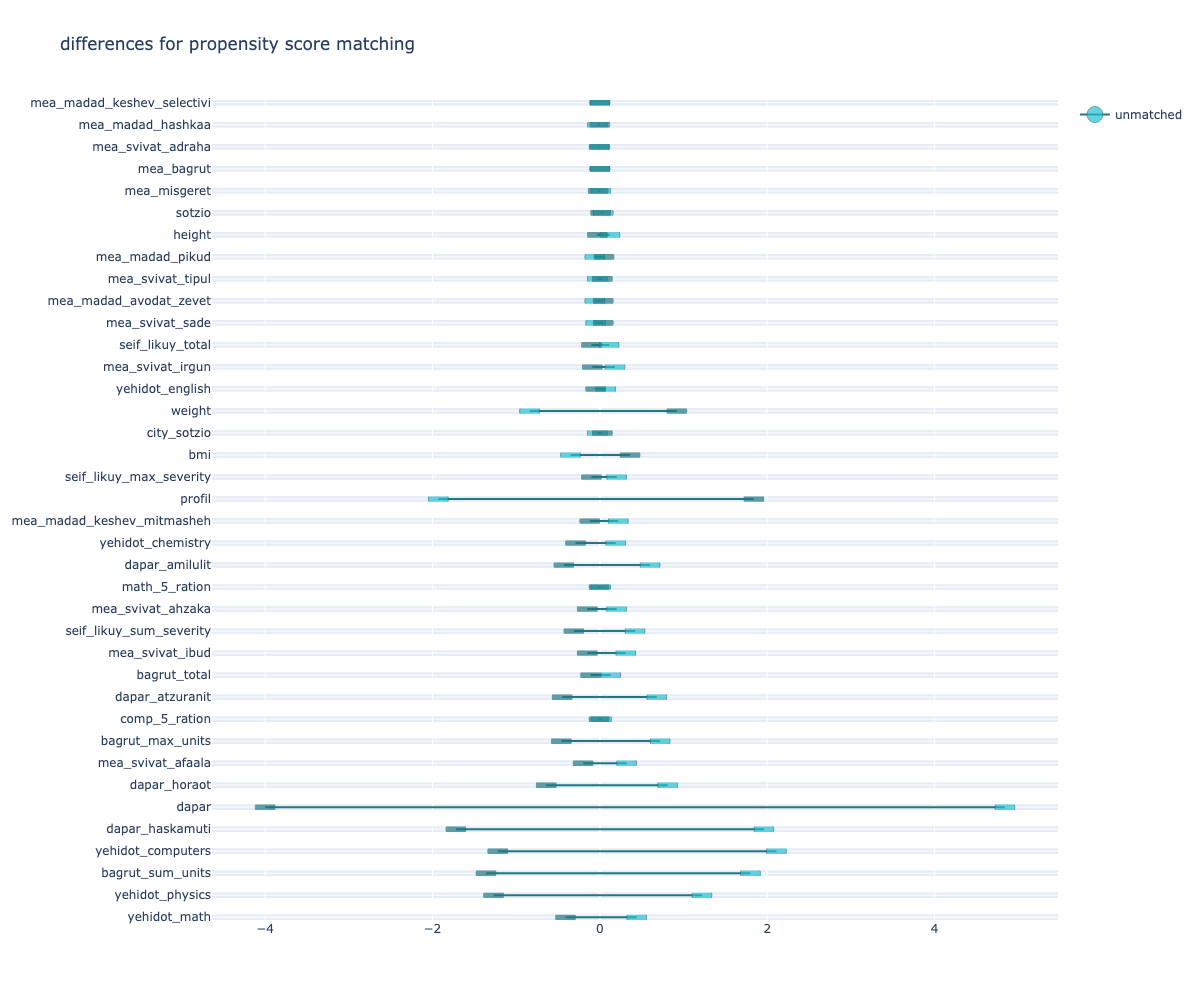 differences for propensity score matching
unmatched
mea_madad_keshev_selectivi
mea_madad_hashkaa
mea_svivat_adraha
mea_bagrut
mea_misgeret
sotzio
height
mea_madad_pikud
mea_svivat_tipul
mea_madad_avodat_zevet
mea_svivat_sade
seif_likuy_total
mea_svivat_irgun
yehidot_english
weight
city_sotzio
bmi
seif_likuy_max_severity
profil
mea_madad_keshev_mitmasheh
yehidot_chemistry
dapar_amilulit
math_5_ration
mea_svivat_ahzaka
seif_likuy_sum_severity
mea_svivat_ibud
bagrut_total
dapar_atzuranit
comp_5_ration
bagrut_max_units
mea_svivat_afaala
dapar_horaot
dapar
dapar_haskamuti
yehidot_computers
bagrut_sum_units
yehidot_physics
yehidot_math
−4 −2 0 2 4